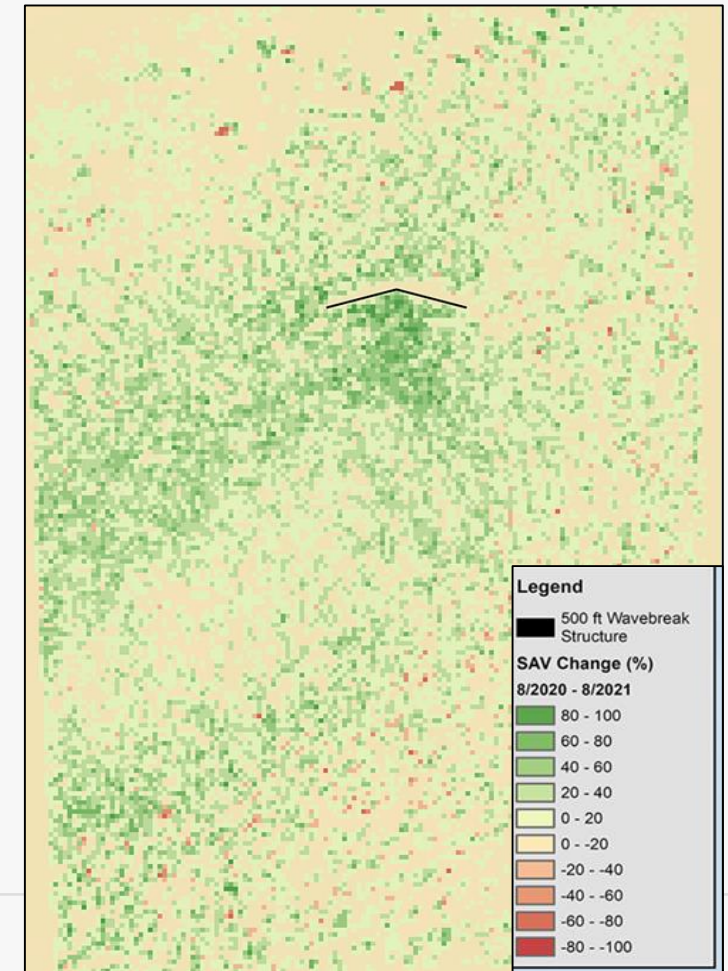 Legend
500 ft Wavebreak
Structure
SAV Change (%)
8/2020 - 8/2021
80 - 100
60 - 80
40 - 60
20 - 40
0 - 20
0 - -20
-20 - -40
-40 - -60
-60 - -80
-80 - -100